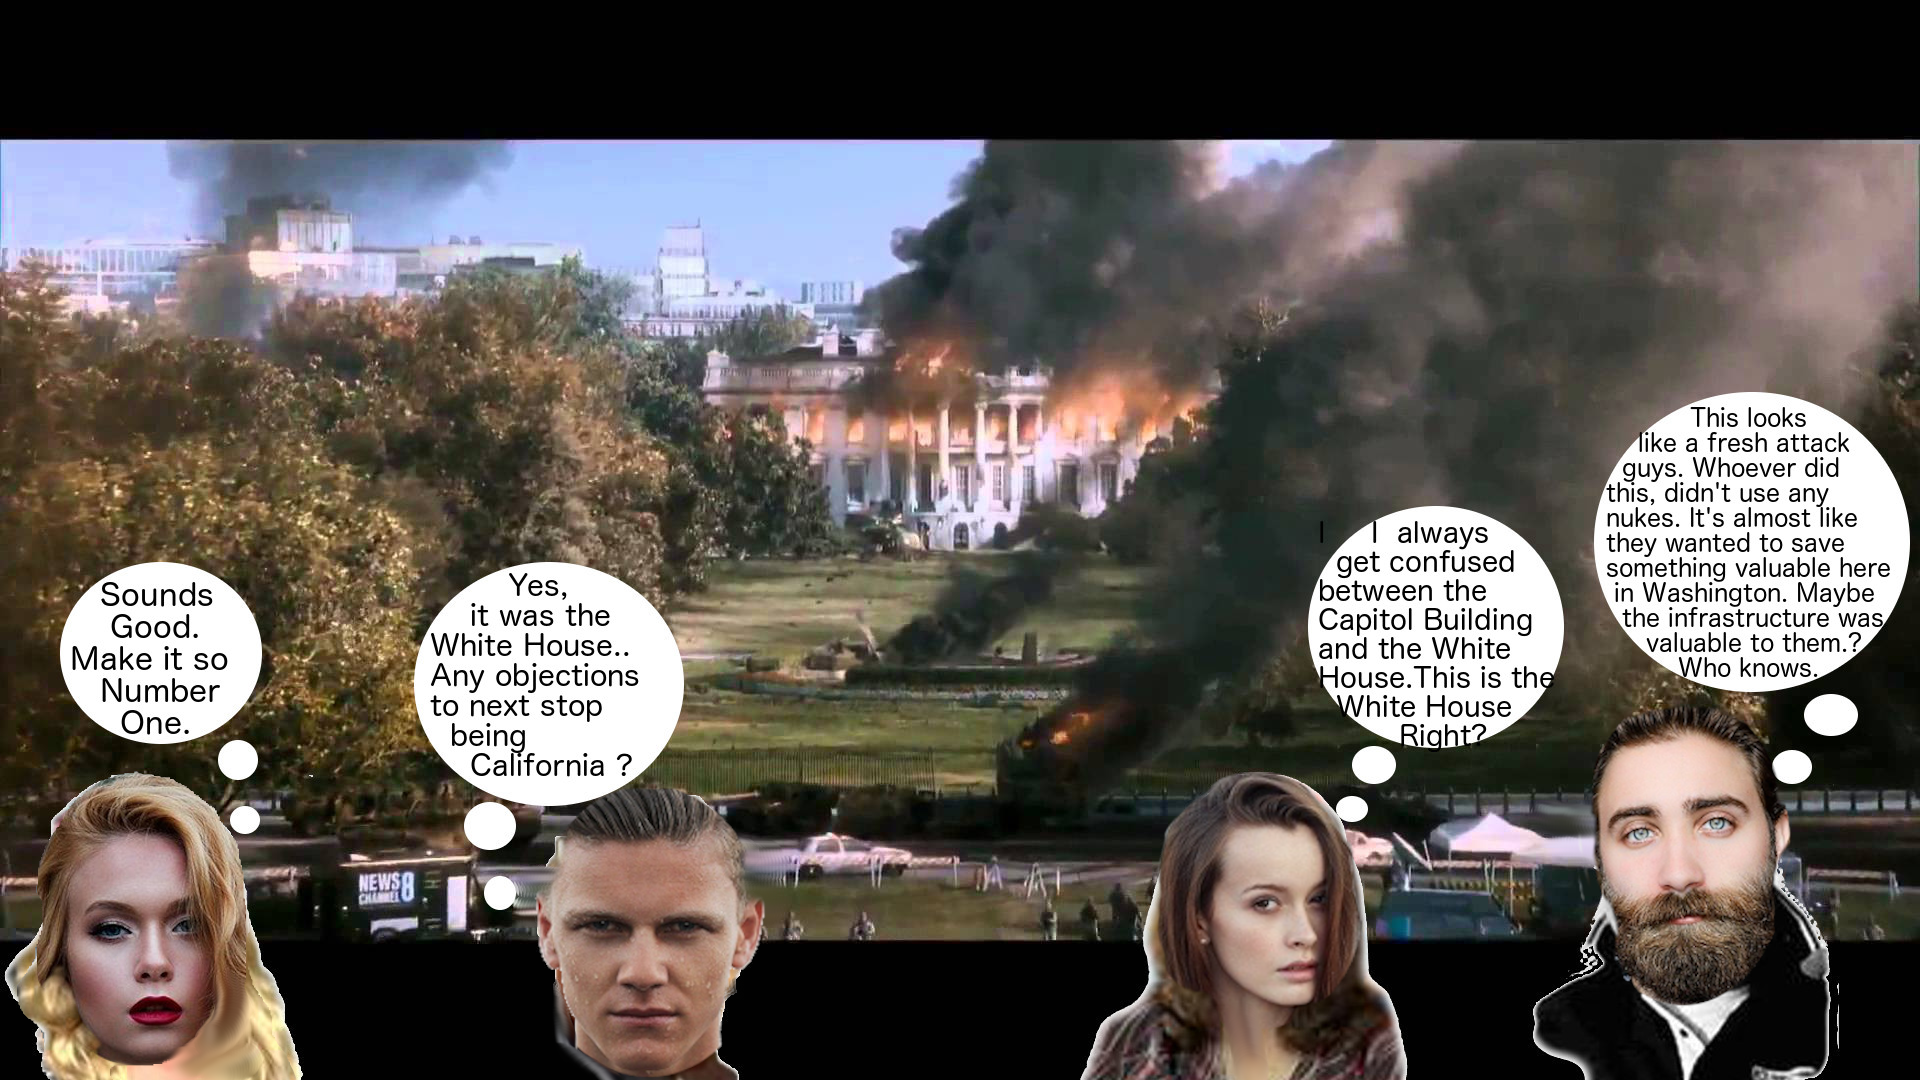 Sounds
Good.
Make it so
Number
One.
Yes,
it was the
White House..
Any objections
to next stop
being
California ?
I I always
get confused
between the
Capitol Building
and the White
House.This is the
White House
Right?
This looks
like a fresh attack
guys. Whoever did
this, didn't use any
nukes. It's almost like
they wanted to save
something valuable here
in Washington. Maybe
the infrastructure was
valuable to them.?
Who knows.
NEWS 8
CHANNEL